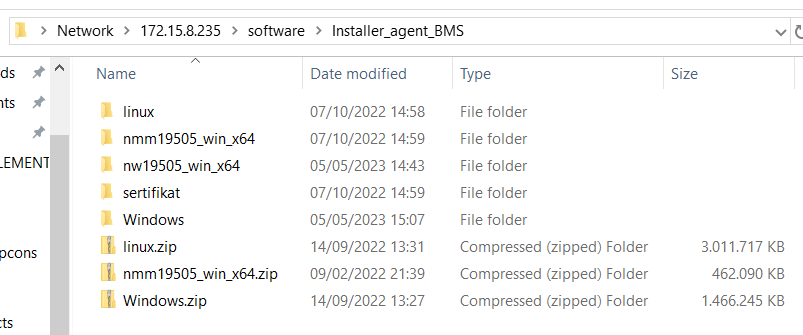 Network > 172.15.8.235 > software > Installer_agent_BMS
Name Date modified Type Size
linux 07/10/2022 14:58 File folder
nmm19505_win_x64 07/10/2022 14:59 File folder
nw19505_win_x64 05/05/2023 14:43 File folder
sertifikat 07/10/2022 14:59 File folder
Windows 05/05/2023 15:07 File folder
linux.zip 14/09/2022 13:31 Compressed (zipped) Folder 3.011.717 KB
nmm19505_win_x64.zip 09/02/2022 21:39 Compressed (zipped) Folder 462.090 KB
Windows.zip 14/09/2022 13:27 Compressed (zipped) Folder 1.466.245 KB
ds
nts
LEMENT
pcons
r
cts